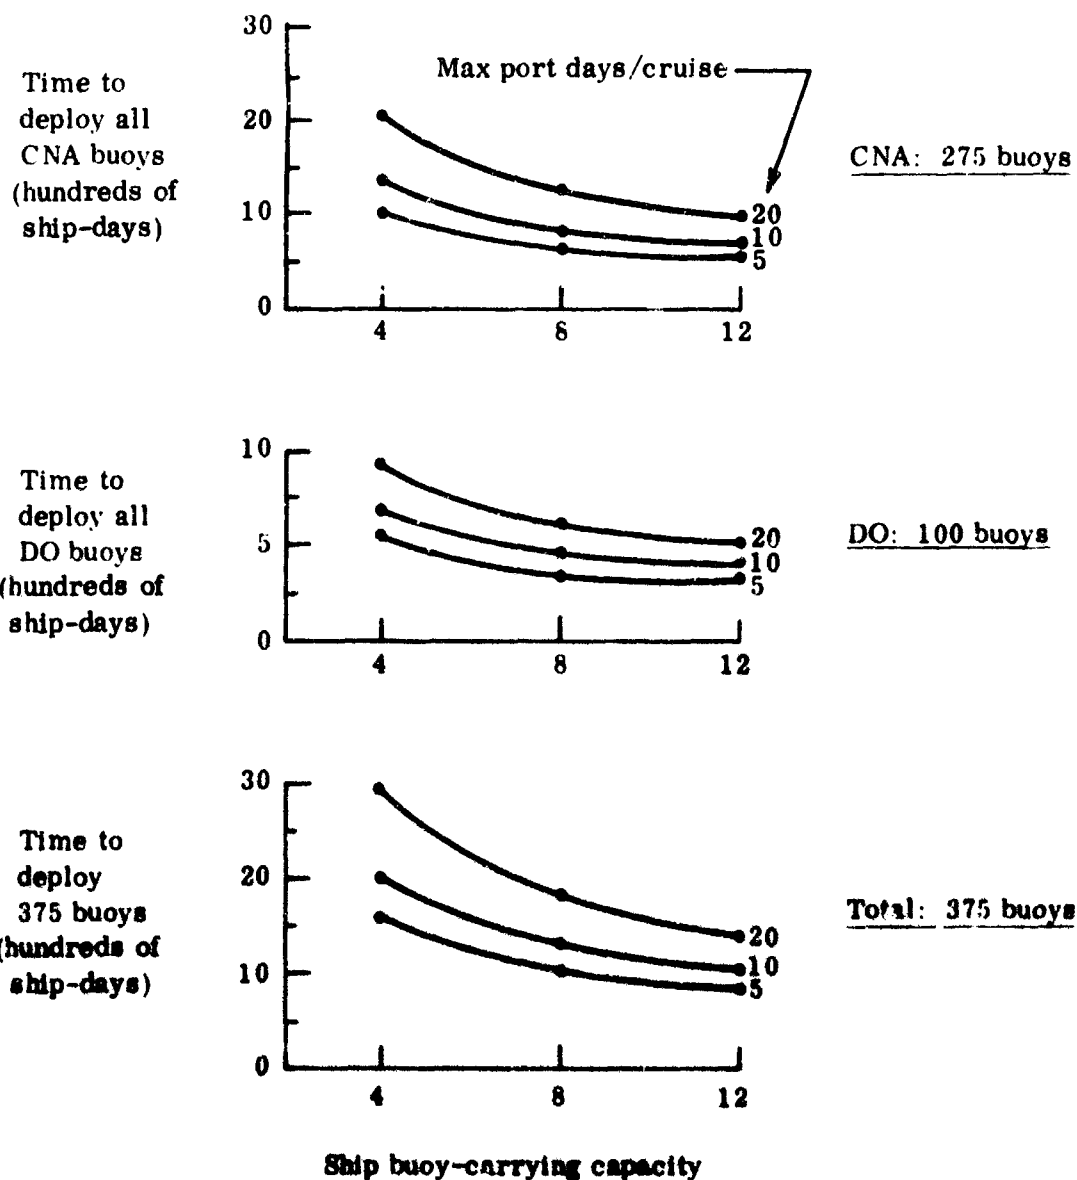 30
Time to
deploy all
CNA buoys
(hundreds of
ship-days)
20
10
0
Max port days/cruise
CNA: 275 buoys
20
10
5
4
8
12
10
Time to
deploy all
DO buoys
(hundreds of
ship-days)
5
0
DO: 100 buoys
20
10
5
4
8
12
30
Time to
deploy
375 buoys
(hundreds of
ship-days)
20
10
0
Total: 375 buoys
20
10
5
4
8
12
Ship buoy-carrying capacity